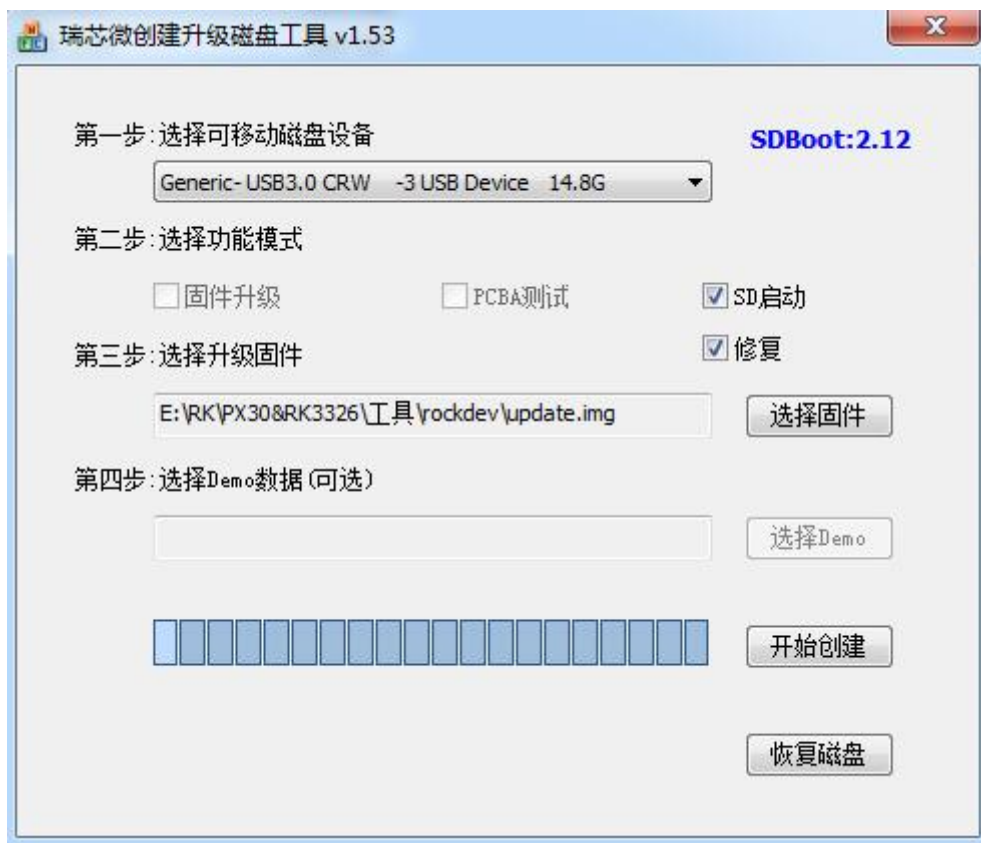 瑞芯微创建升级磁盘工具 v1.53
第一步:选择可移动磁盘设备
SDBoot:2.12
Generic- USB3.0 CRW -3 USB Device 14.8G
第二步:选择功能模式
固件升级 PCBA测试 SD启动
修复
第三步:选择升级固件
E:\RK\PX30&RK3326\工具\rockdev\update.img 选择固件
第四步:选择Demo数据(可选)
选择Demo
开始创建
恢复磁盘